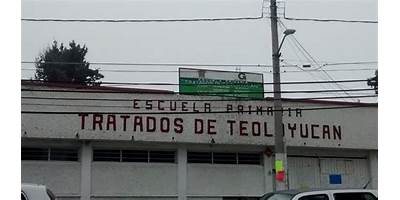 ESCUELA PRIMARIA
TRATADOS DE TEOLOYUCAN